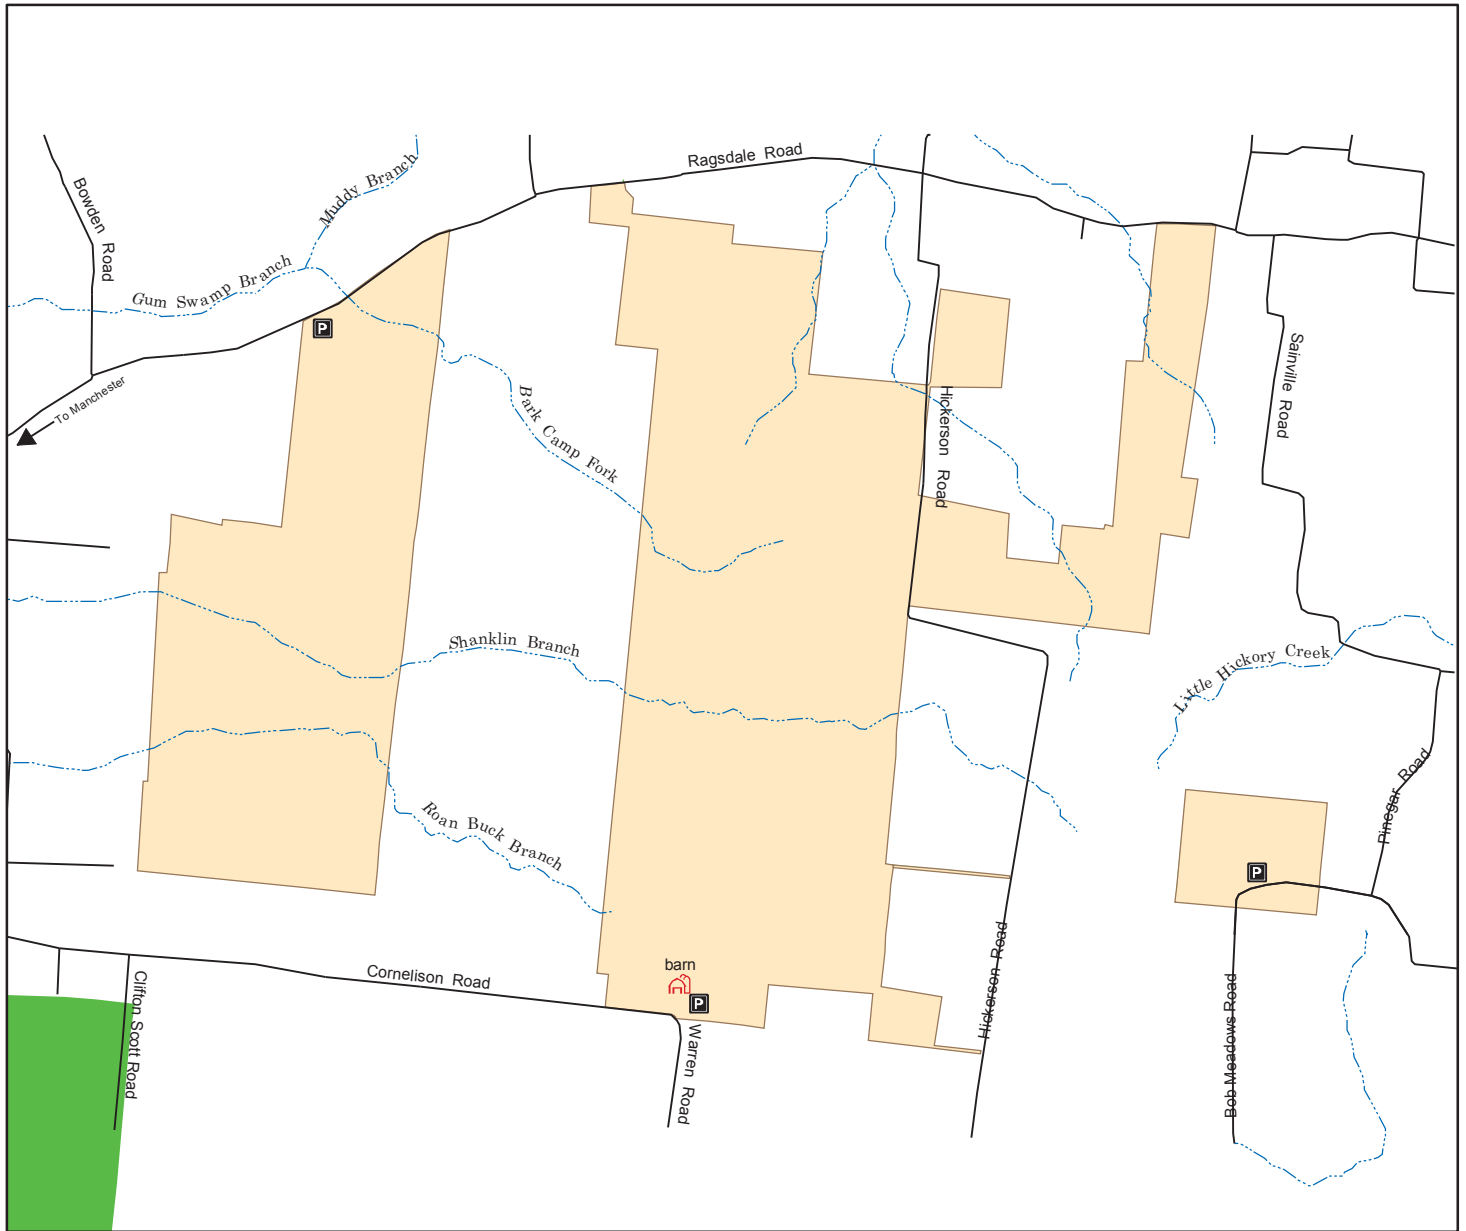 Ragsdale Road
Muddy Branch
Bowden Road
Gum Swamp Branch
P
Sainville Road
To Manchester
Bark Camp Fork
Hickerson Road
Shanklin Branch
Little Hickory Creek
Pinegar Road
Roan Buck Branch
P
barn
Cornelison Road
P
Hickerson Road
Clifton Scott Road
Warren Road
Bob Meadows Road